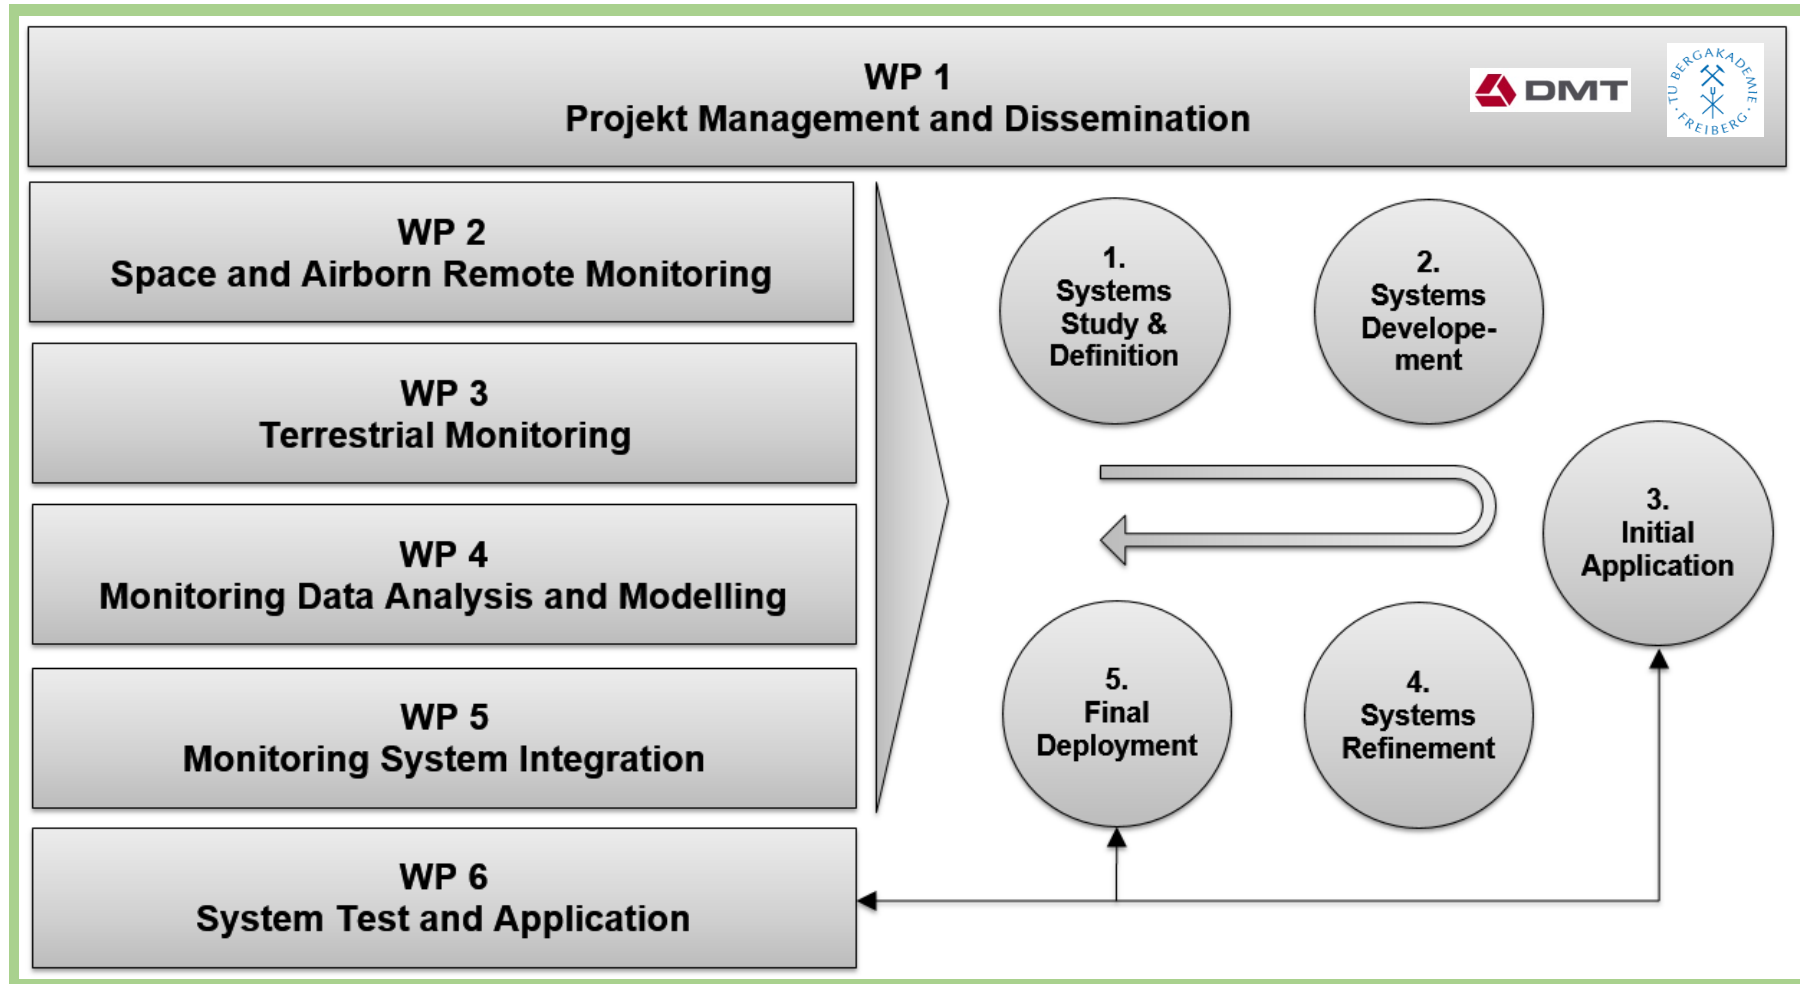 WP 1
Projekt Management and Dissemination
DMT
TU BERGAKADEMIE
FREIBERG
WP 2
Space and Airborn Remote Monitoring
WP 3
Terrestrial Monitoring
WP 4
Monitoring Data Analysis and Modelling
WP 5
Monitoring System Integration
WP 6
System Test and Application
1.
Systems
Study &
Definition
2.
Systems
Develope-
ment
3.
Initial
Application
4.
Systems
Refinement
5.
Final
Deployment